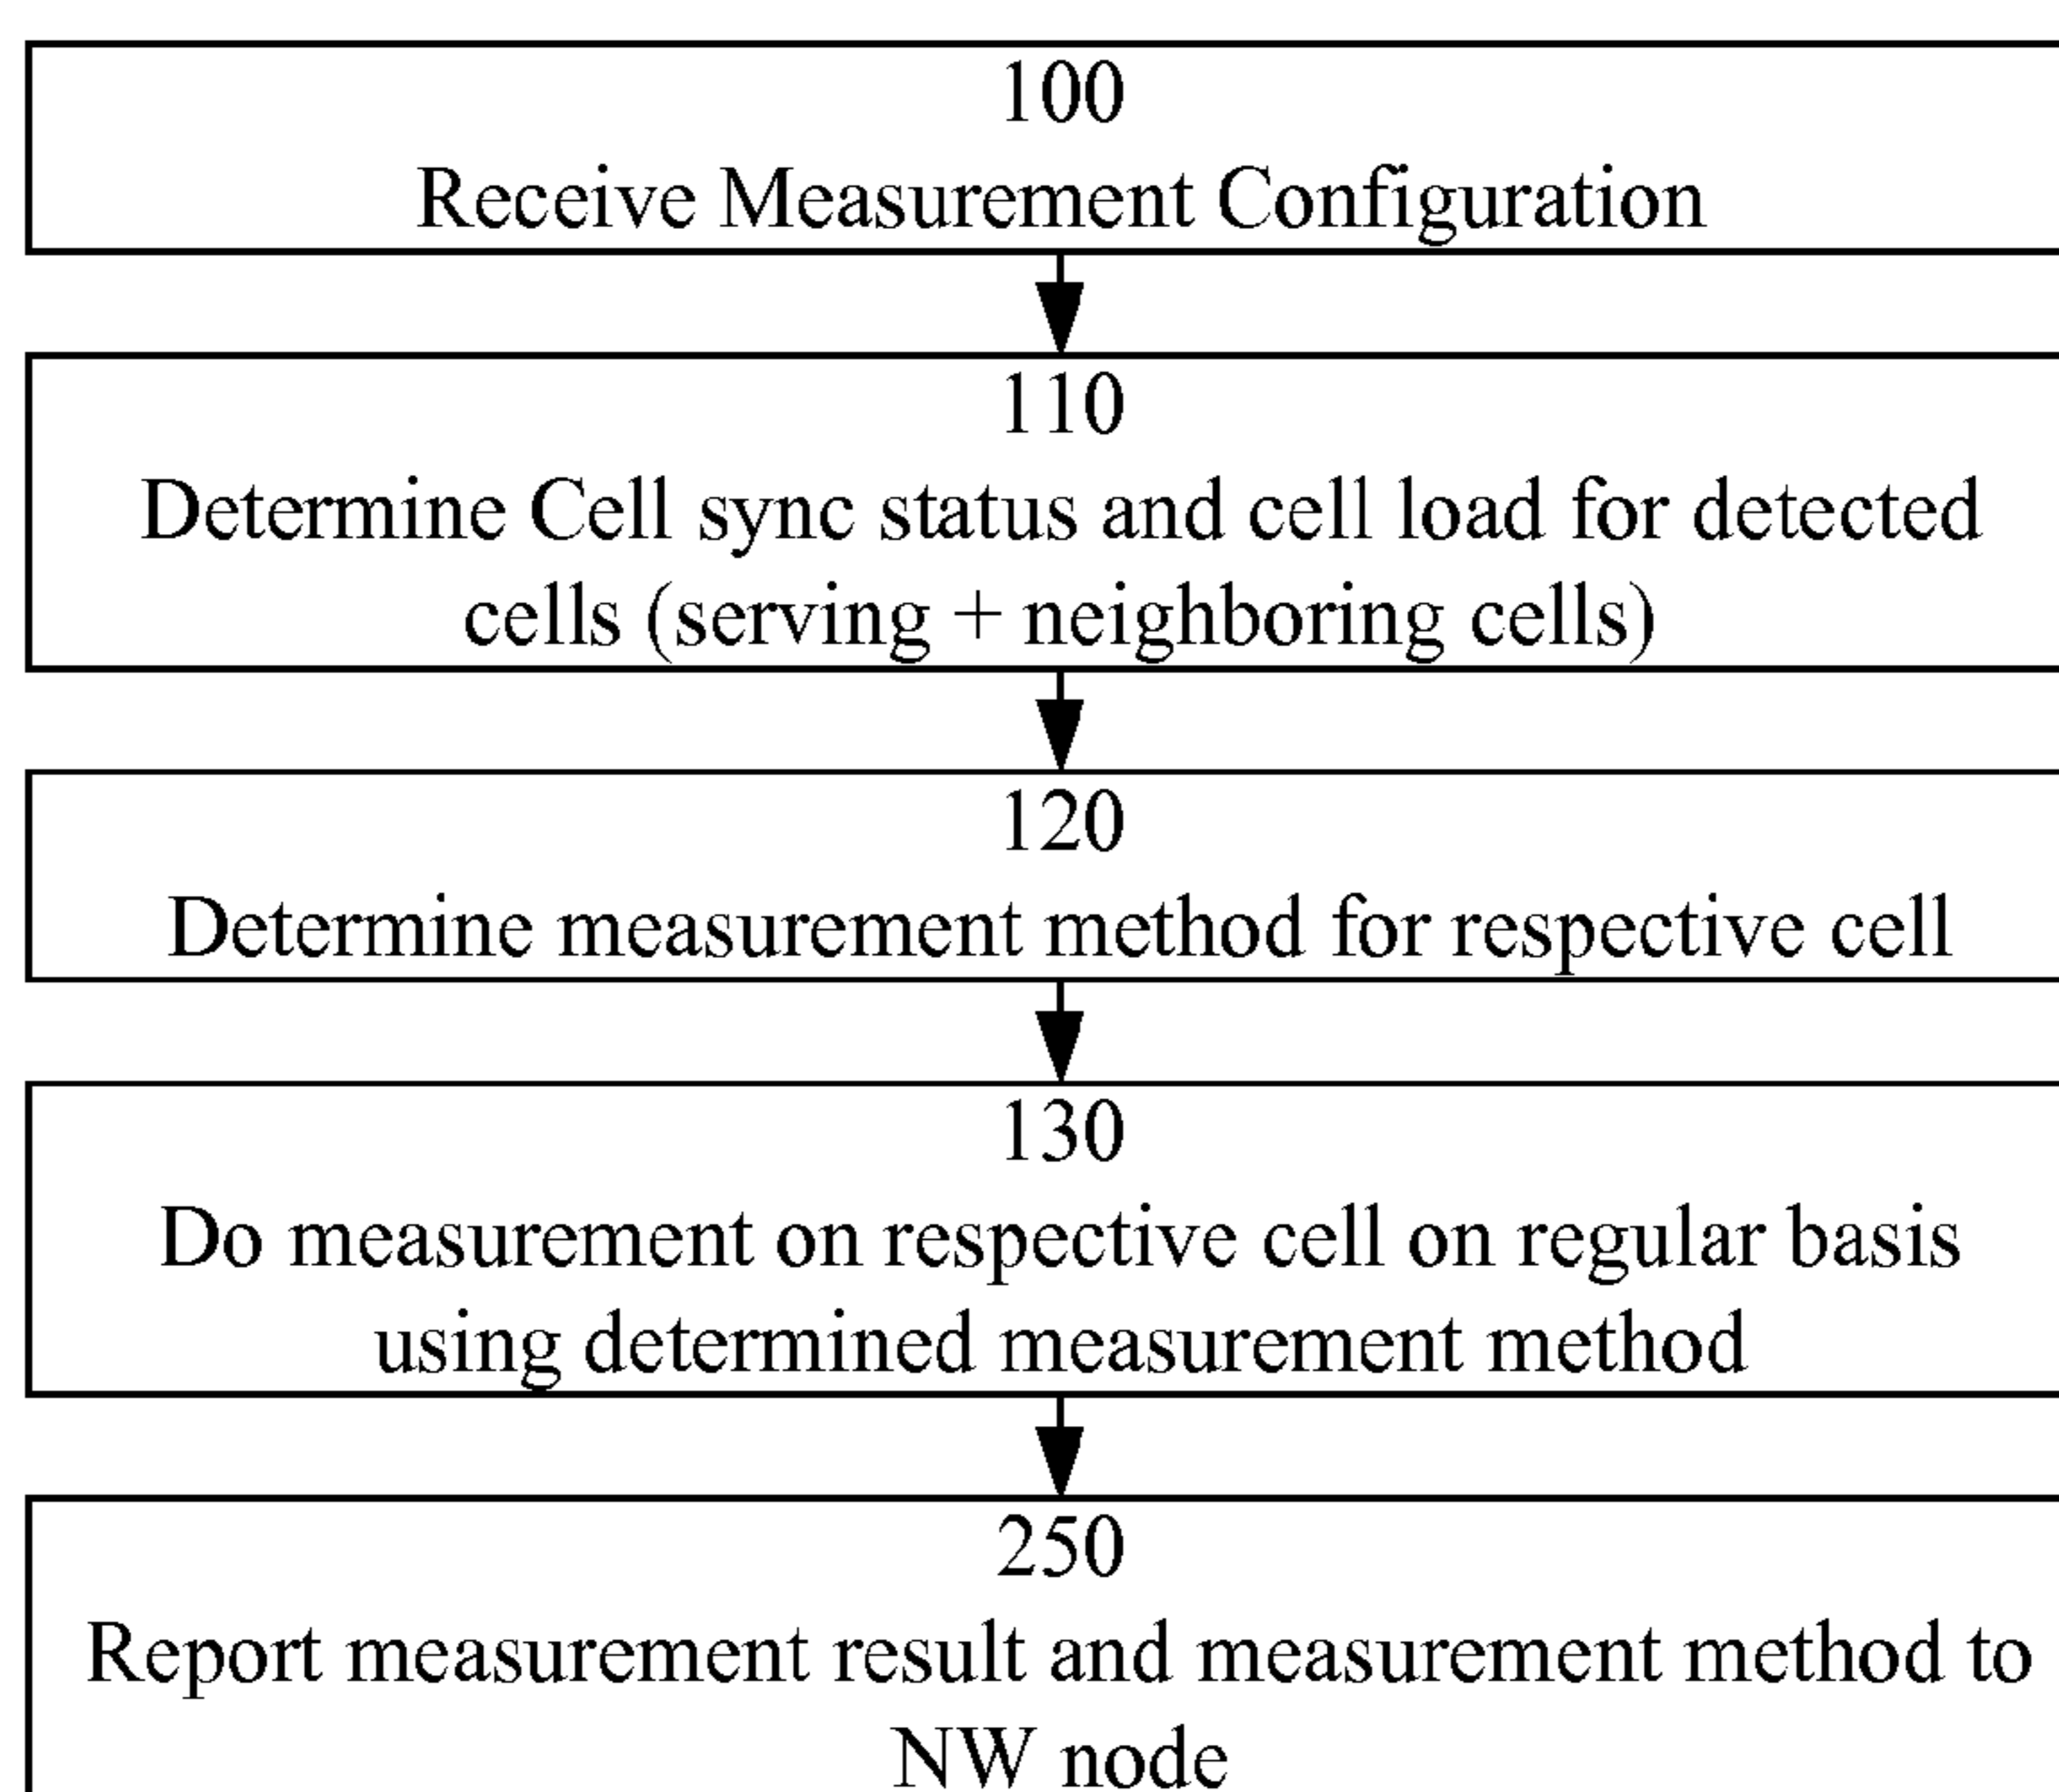 100
Receive Measurement Configuration
110
Determine Cell sync status and cell load for detected
cells (serving + neighboring cells)
120
Determine measurement method for respective cell
130
Do measurement on respective cell on regular basis
using determined measurement method
250
Report measurement result and measurement method to
NW node